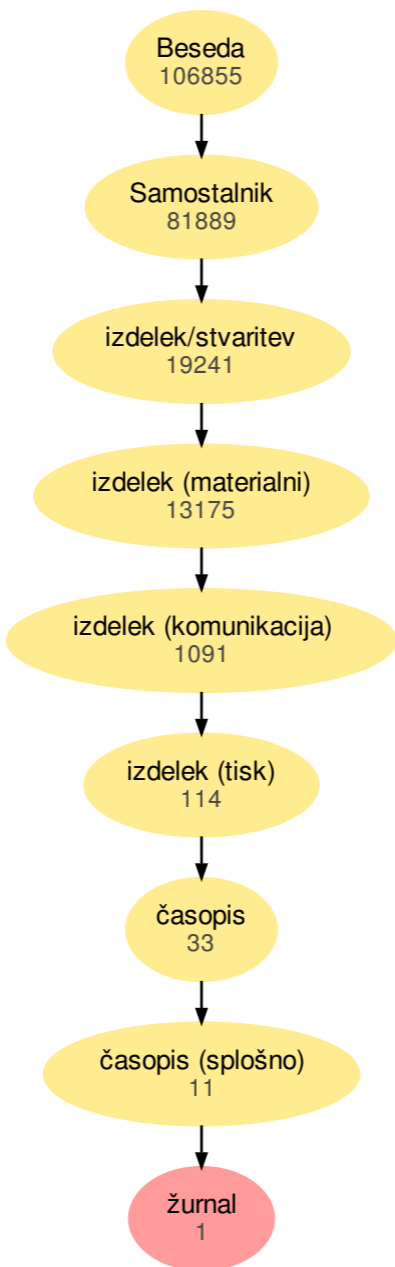 Beseda
106855
Samostalnik
81889
izdelek/stvaritev
19241
izdelek (materialni)
13175
izdelek (komunikacija)
1091
izdelek (tisk)
114
časopis
33
časopis (splošno)
11
žurnal
1